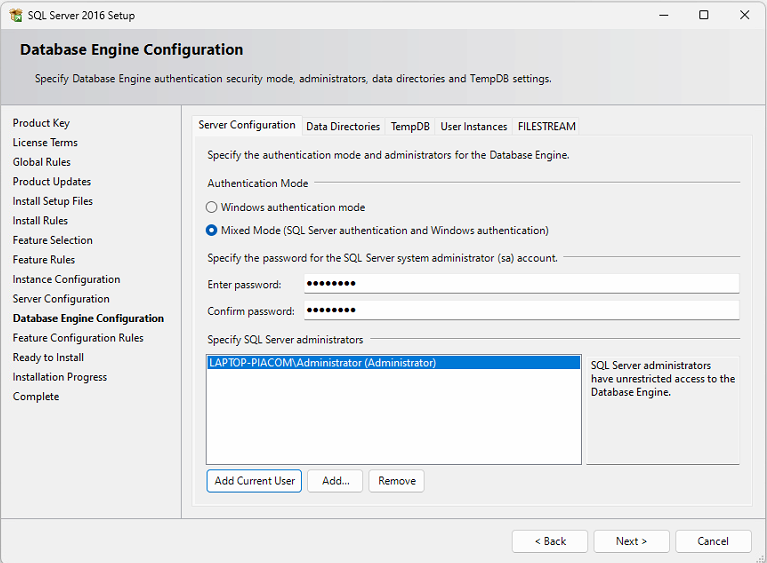 SQL Server 2016 Setup
Database Engine Configuration
Specify Database Engine authentication security mode, administrators, data directories and TempDB settings.
Product Key
License Terms
Global Rules
Product Updates
Install Setup Files
Install Rules
Feature Selection
Feature Rules
Instance Configuration
Server Configuration
Database Engine Configuration
Feature Configuration Rules
Ready to Install
Installation Progress
Complete
Server Configuration Data Directories TempDB User Instances FILESTREAM
Specify the authentication mode and administrators for the Database Engine.
Authentication Mode
Windows authentication mode
Mixed Mode (SQL Server authentication and Windows authentication)
Specify the password for the SQL Server system administrator (sa) account.
Enter password: ●●●●●●●●
Confirm password: ●●●●●●●●
Specify SQL Server administrators
LAPTOP-PIACOM\Administrator (Administrator)
SQL Server administrators
have unrestricted access to the
Database Engine.
Add Current User Add... Remove
< Back Next > Cancel